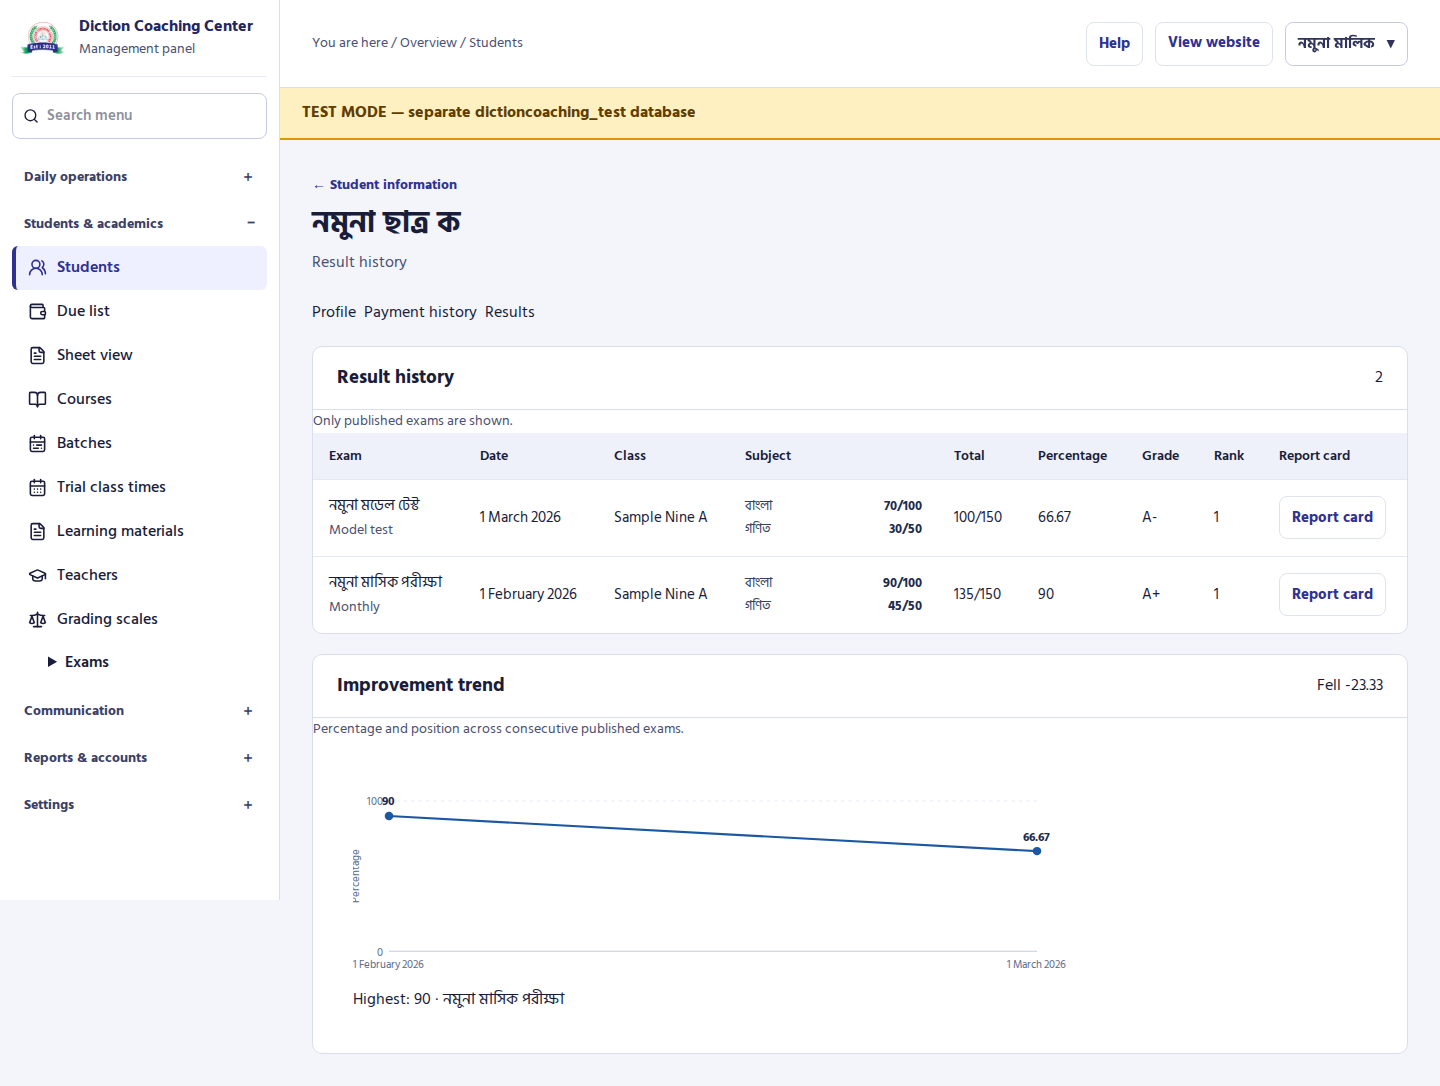 Diction Coaching Center
Management panel
Est : 2011
Search menu
Daily operations +
Students & academics −
Students
Due list
Sheet view
Courses
Batches
Trial class times
Learning materials
Teachers
Grading scales
▶ Exams
Communication +
Reports & accounts +
Settings +
You are here / Overview / Students
Help
View website
নমুনা মালিক ▼
TEST MODE — separate dictioncoaching_test database
← Student information
নমুনা ছাত্র ক
Result history
Profile Payment history Results
Result history 2
Only published exams are shown.
Exam Date Class Subject Total Percentage Grade Rank Report card
নমুনা মডেল টেস্ট
Model test
1 March 2026
Sample Nine A
বাংলা 70/100
গণিত 30/50
100/150
66.67
A-
1
Report card
নমুনা মাসিক পরীক্ষা
Monthly
1 February 2026
Sample Nine A
বাংলা 90/100
গণিত 45/50
135/150
90
A+
1
Report card
Improvement trend Fell -23.33
Percentage and position across consecutive published exams.
100
90
66.67
Percentage
0
1 February 2026 1 March 2026
Highest: 90 · নমুনা মাসিক পরীক্ষা